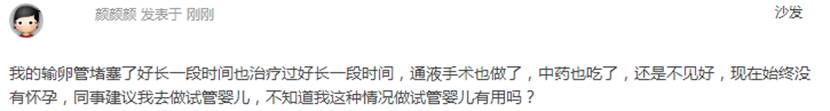 颜颜颜 发表于 刚刚
沙发
我的输卵管堵塞了好长一段时间也治疗过好长一段时间，通液手术也做了，中药也吃了，还是不见好，现在始终没
有怀孕，同事建议我去做试管婴儿，不知道我这种情况做试管婴儿有用吗？